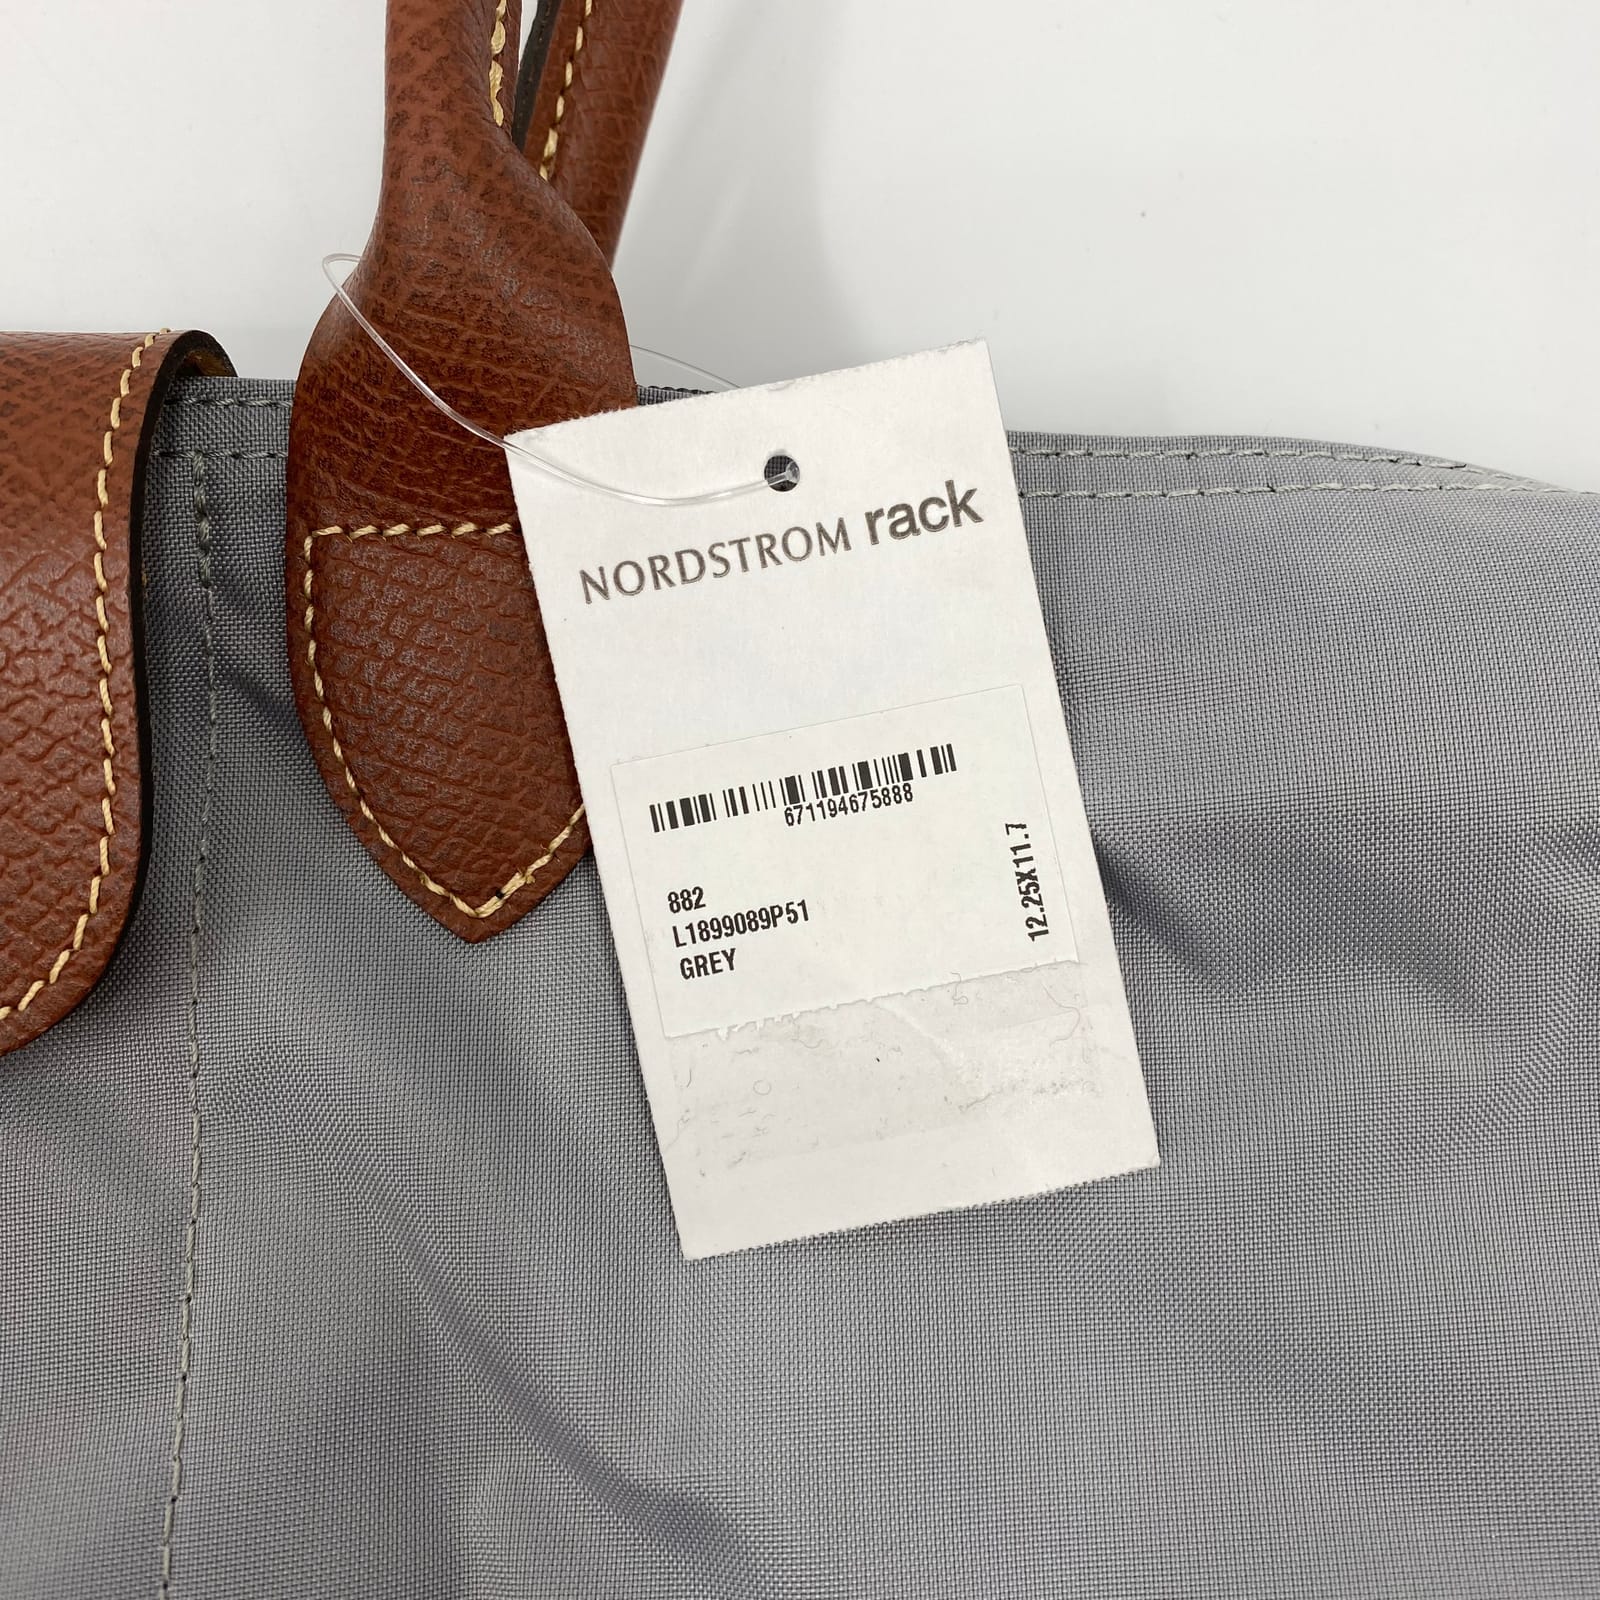 NORDSTROM rack
671194675888
882
L1899089P51
GREY
12.25X11.7